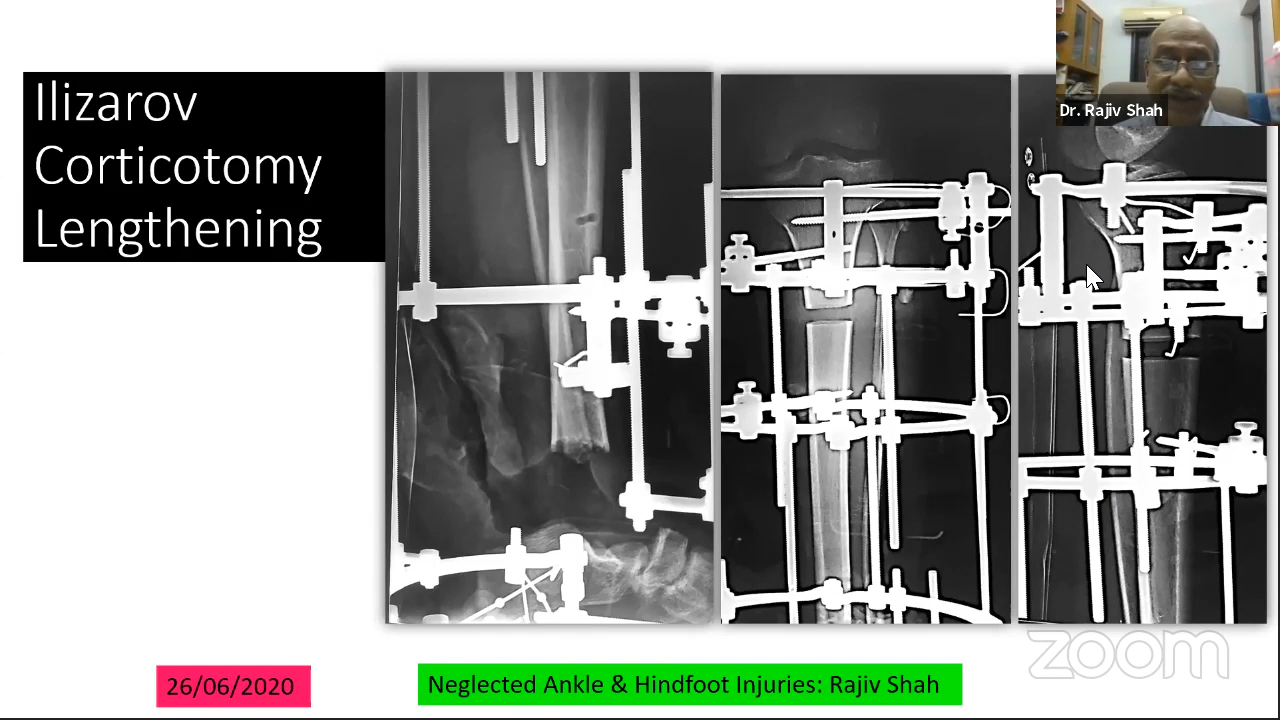 Ilizarov
Corticotomy
Lengthening
Dr. Rajiv Shah
zoom
26/06/2020
Neglected Ankle & Hindfoot Injuries: Rajiv Shah